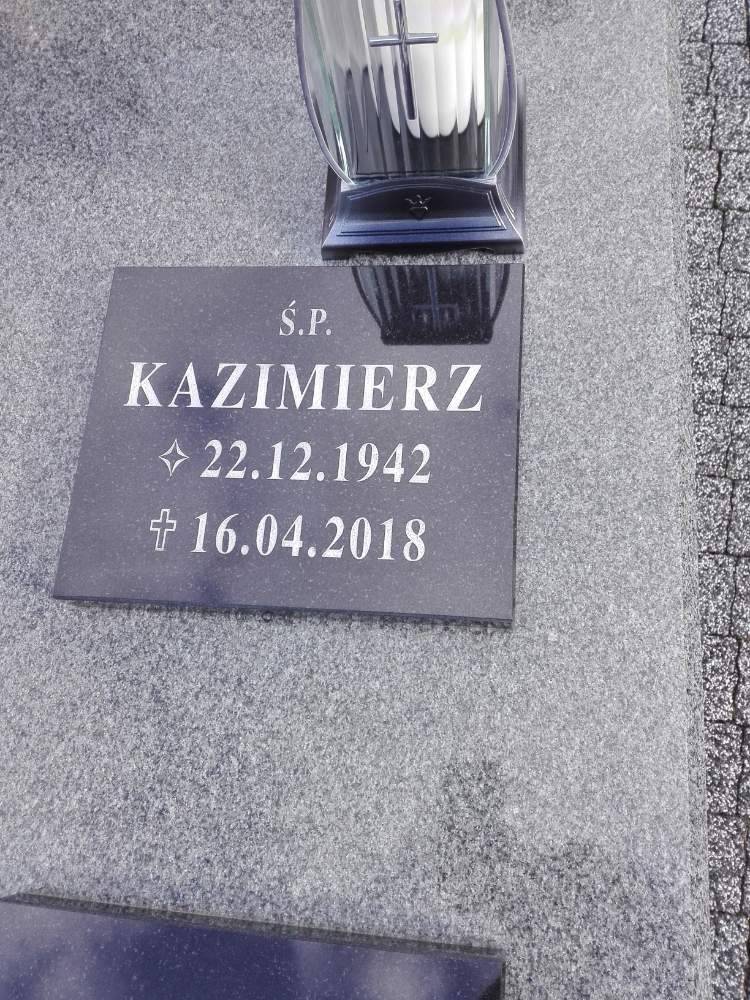 Ś.P.
KAZIMIERZ
✧ 22.12.1942
✝ 16.04.2018